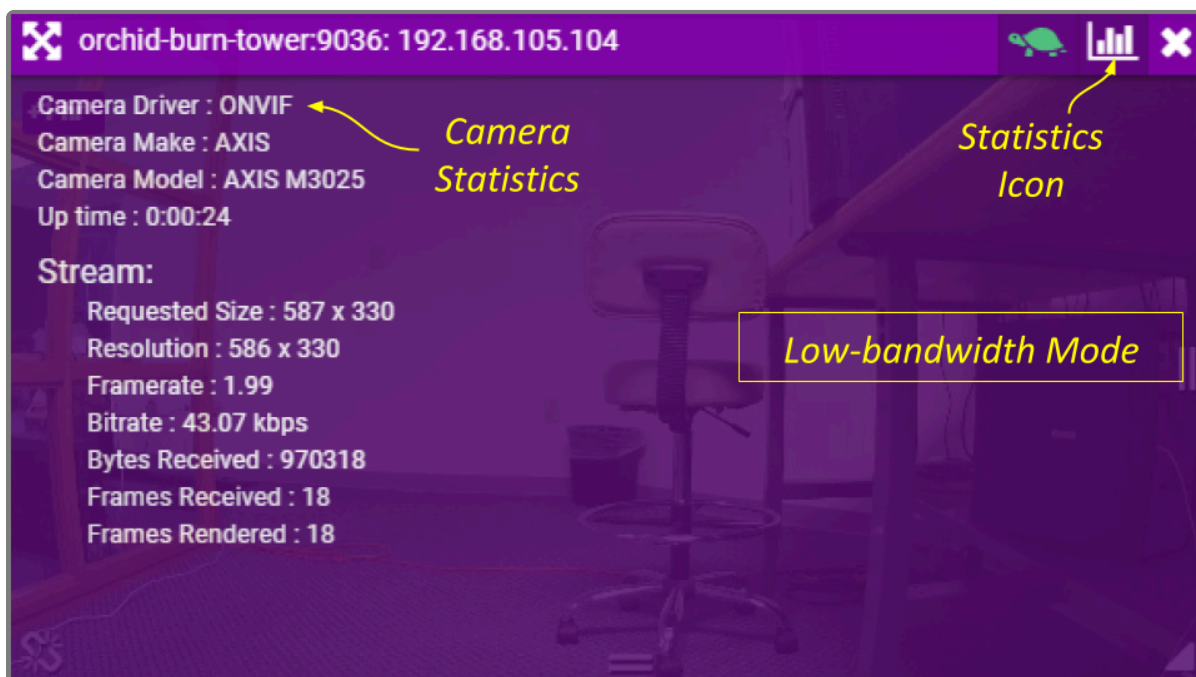 orchid-burn-tower:9036: 192.168.105.104
Camera Driver : ONVIF
Camera Make : AXIS
Camera Model : AXIS M3025
Up time : 0:00:24
Camera
Statistics
Statistics
Icon
Stream:
Requested Size : 587 x 330
Resolution : 586 x 330
Framerate : 1.99
Bitrate : 43.07 kbps
Bytes Received : 970318
Frames Received : 18
Frames Rendered : 18
Low-bandwidth Mode